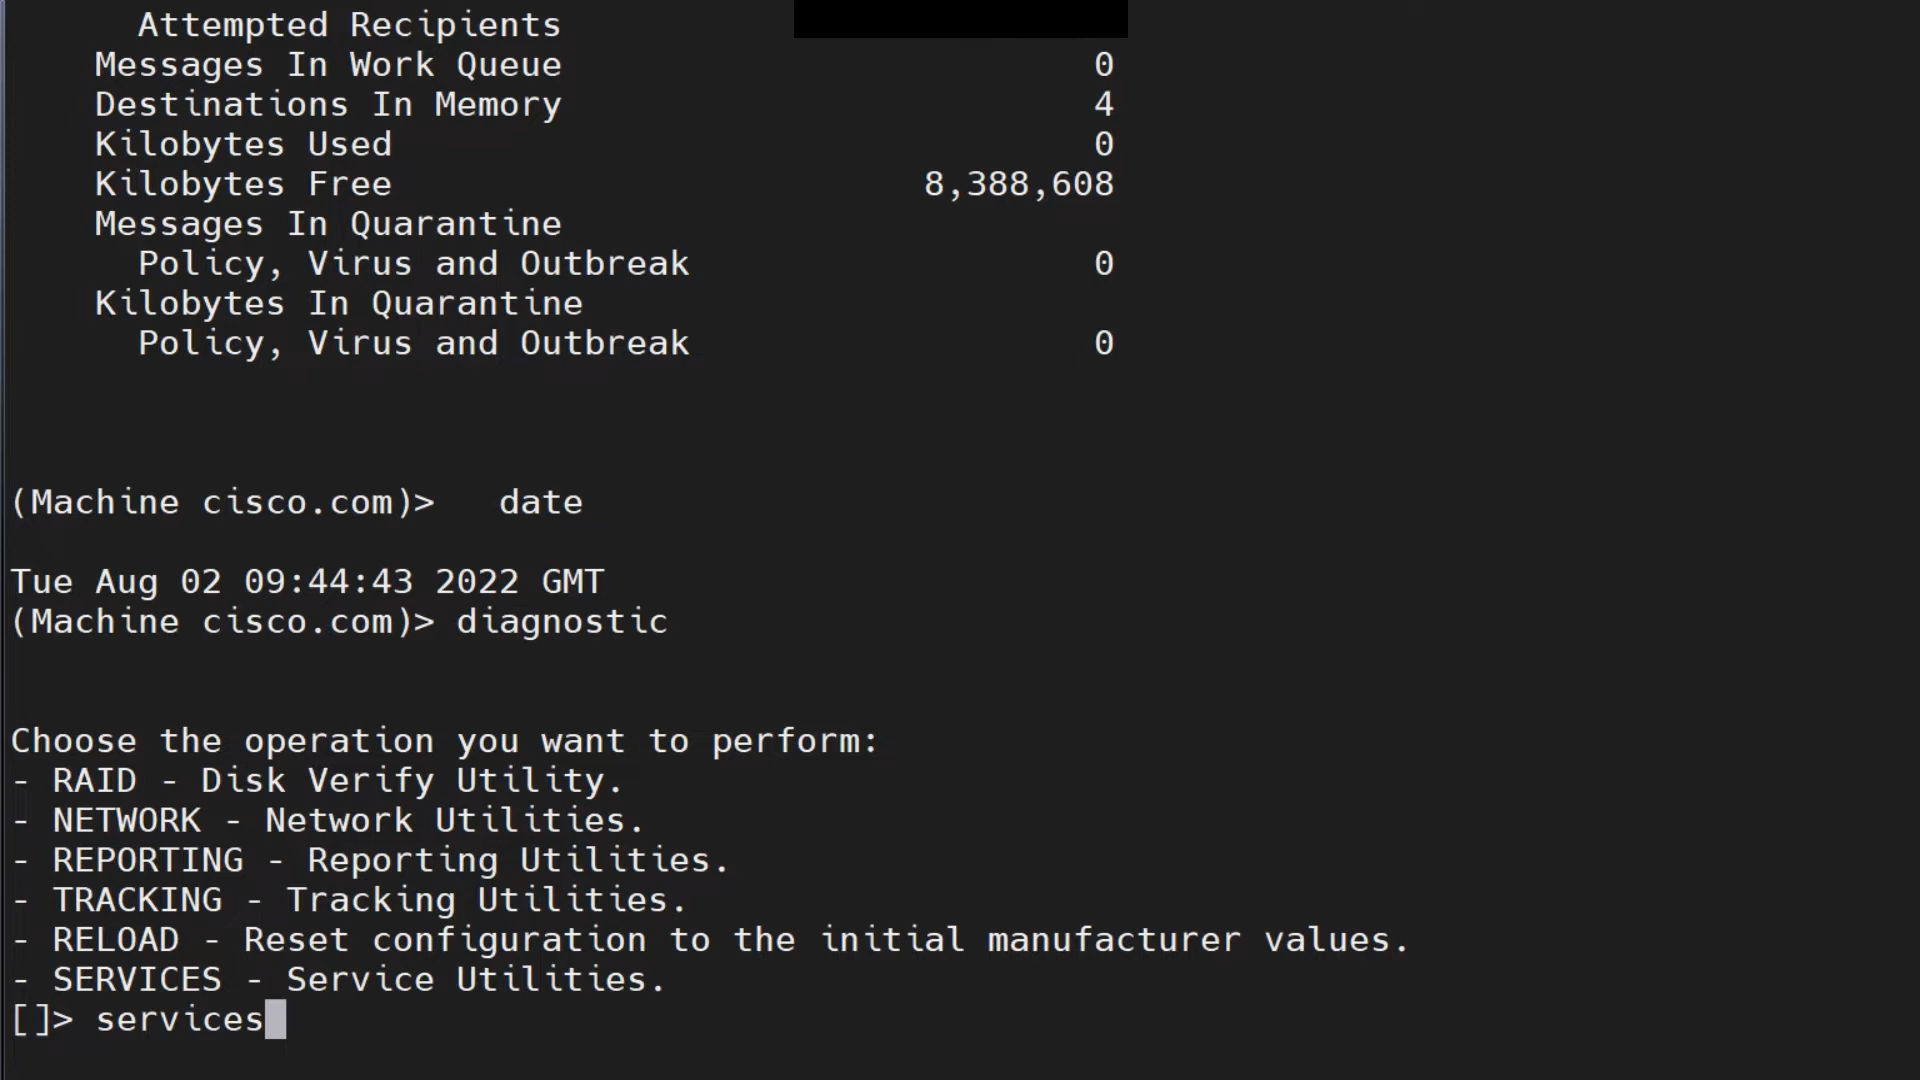 Attempted Recipients
Messages In Work Queue 0
Destinations In Memory 4
Kilobytes Used 0
Kilobytes Free 8,388,608
Messages In Quarantine
Policy, Virus and Outbreak 0
Kilobytes In Quarantine
Policy, Virus and Outbreak 0
(Machine cisco.com)>   date
Tue Aug 02 09:44:43 2022 GMT
(Machine cisco.com)> diagnostic
Choose the operation you want to perform:
- RAID - Disk Verify Utility.
- NETWORK - Network Utilities.
- REPORTING - Reporting Utilities.
- TRACKING - Tracking Utilities.
- RELOAD - Reset configuration to the initial manufacturer values.
- SERVICES - Service Utilities.
[]> services